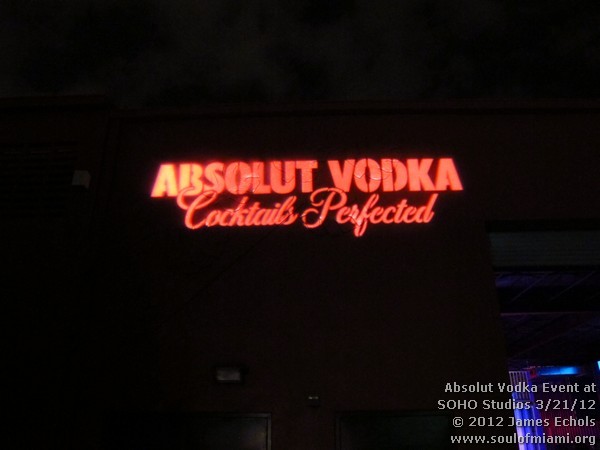 ABSOLUT VODKA
Cocktails Perfected
Absolut Vodka Event at
SOHO Studios 3/21/12
© 2012 James Echols
www.soulofmiami.org